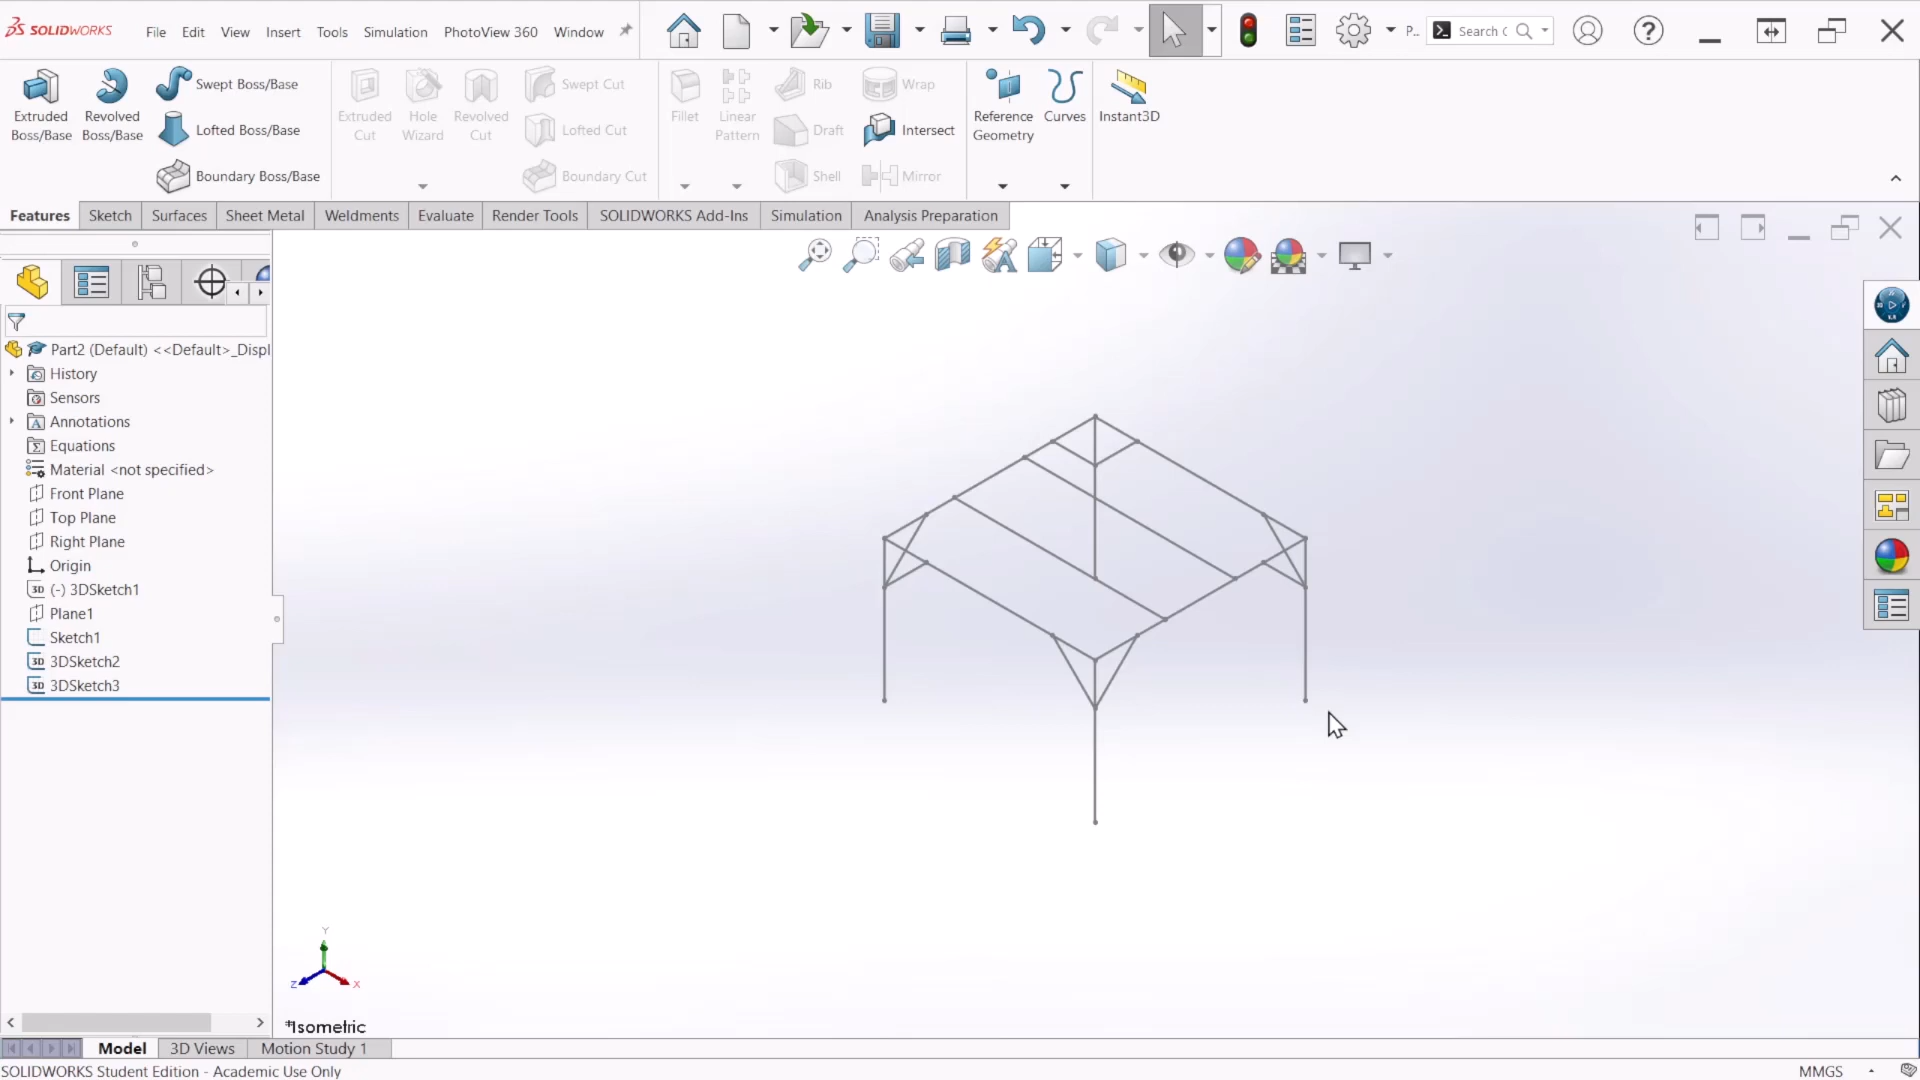 SOLIDWORKS File Edit View Insert Tools Simulation PhotoView 360 Window P.. Search C
Extruded Boss/Base
Revolved Boss/Base
Swept Boss/Base
Lofted Boss/Base
Boundary Boss/Base
Extruded Cut
Hole Wizard
Revolved Cut
Swept Cut
Lofted Cut
Boundary Cut
Fillet
Linear Pattern
Rib
Draft
Shell
Wrap
Intersect
Mirror
Reference Geometry
Curves
Instant3D
Features Sketch Surfaces Sheet Metal Weldments Evaluate Render Tools SOLIDWORKS Add-Ins Simulation Analysis Preparation
Part2 (Default) <<Default>_Displ
History
Sensors
Annotations
Equations
Material <not specified>
Front Plane
Top Plane
Right Plane
Origin
(-) 3DSketch1
Plane1
Sketch1
3DSketch2
3DSketch3
Y
Z X
*Isometric
Model 3D Views Motion Study 1
SOLIDWORKS Student Edition - Academic Use Only MMGS